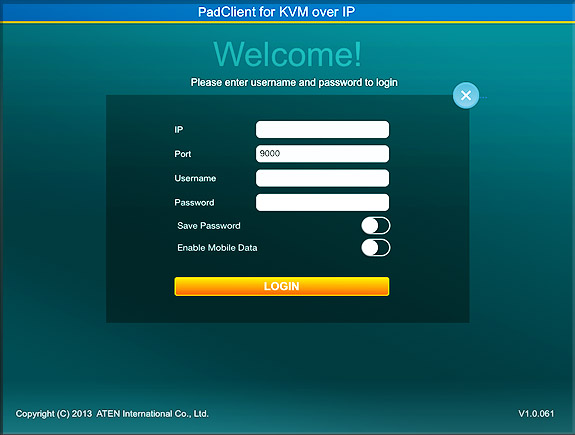 PadClient for KVM over IP
Welcome!
Please enter username and password to login
IP
Port 9000
Username
Password
Save Password
Enable Mobile Data
LOGIN
Copyright (C) 2013 ATEN International Co., Ltd. V1.0.061